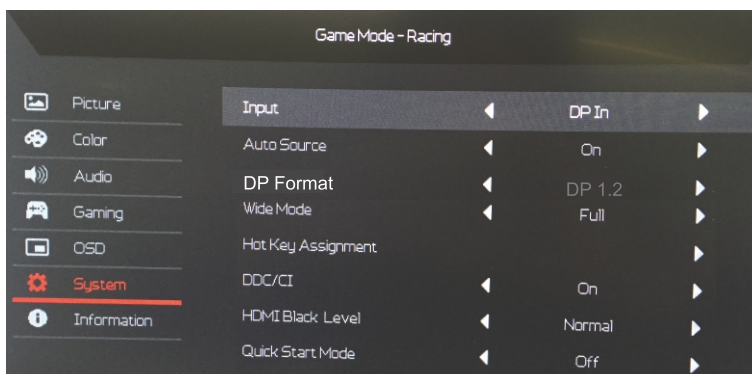 Game Mode - Racing
Picture
Color
Audio
Gaming
OSD
System
Information
Input DP In
Auto Source On
DP Format DP 1.2
Wide Mode Full
Hot Key Assignment
DDC/CI On
HDMI Black Level Normal
Quick Start Mode Off